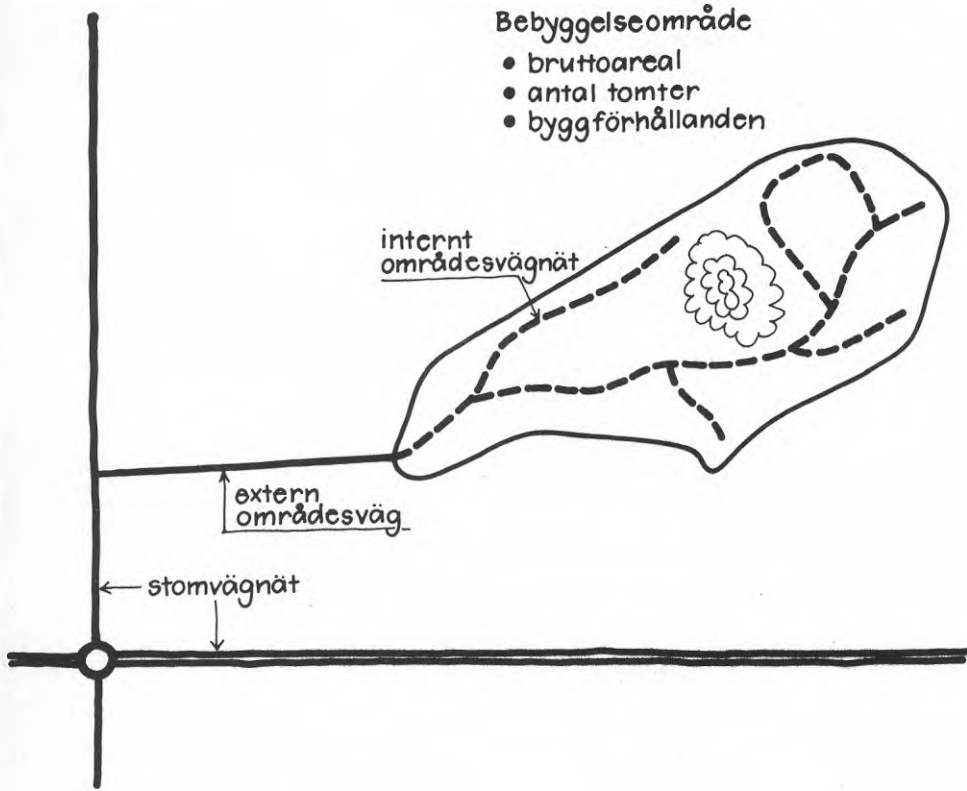 Bebyggelseområde
• bruttoareal
• antal tomter
• byggförhållanden
internt
områdesvägnät
extern
områdesväg
stomvägnät